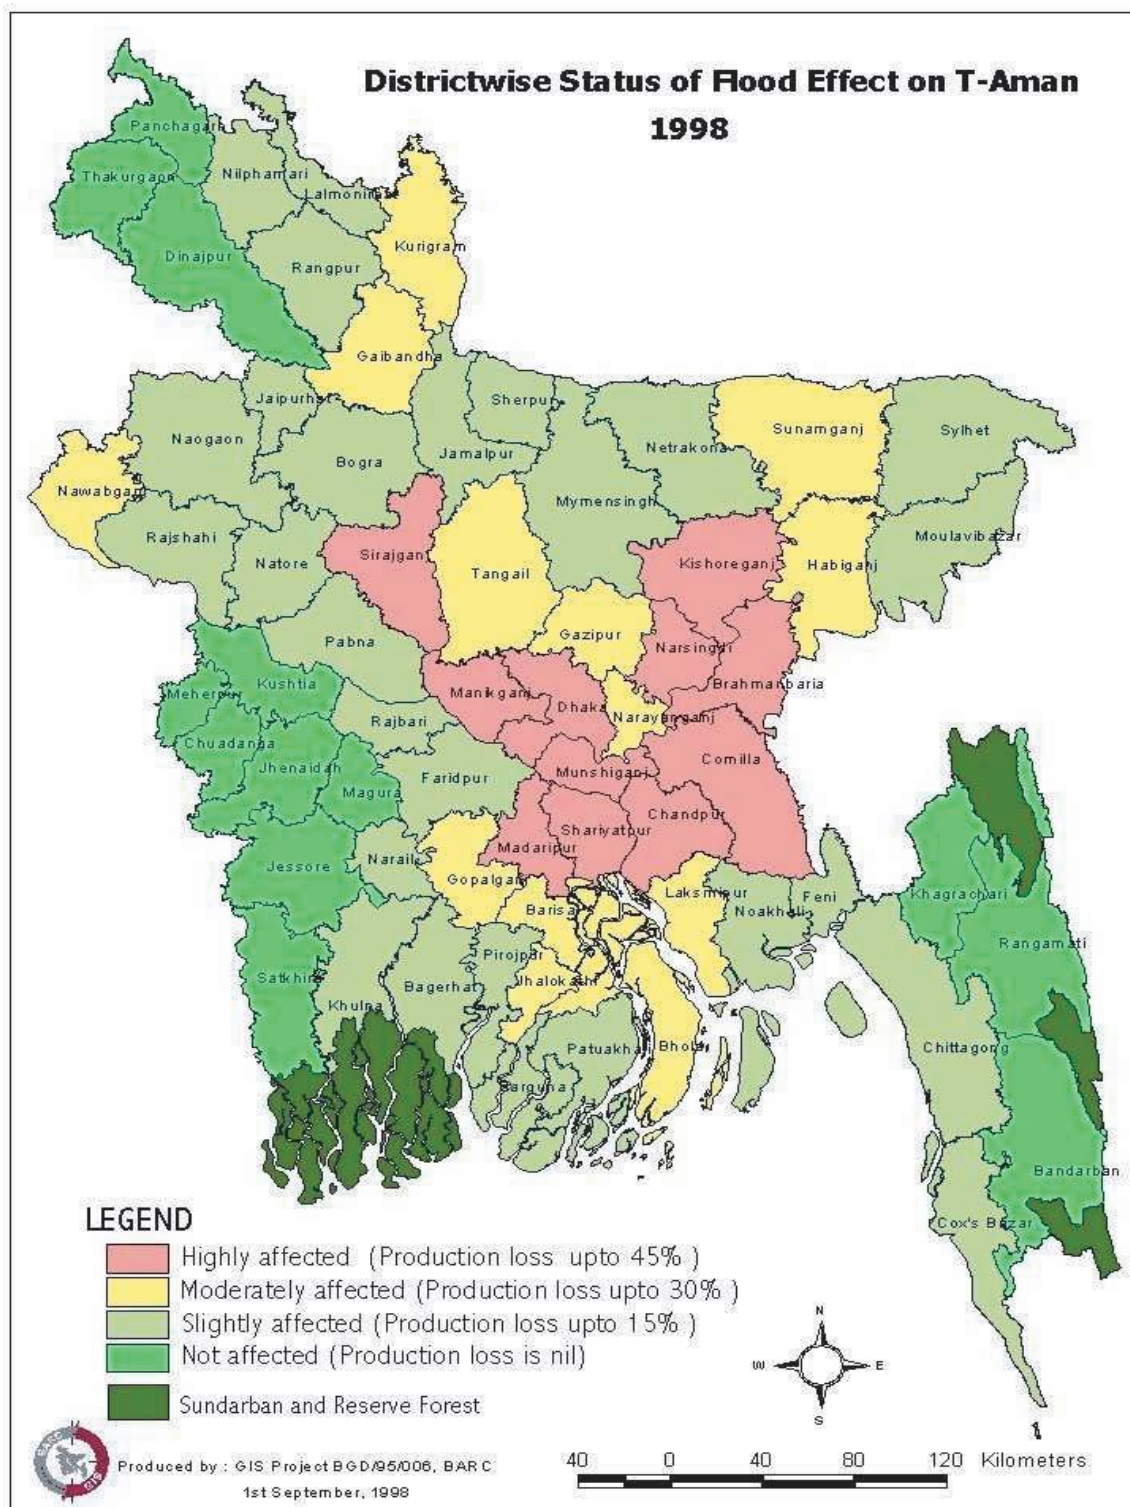 Districtwise Status of Flood Effect on T-Aman
1998
Panchagarh
Thakurgaon
Nilphamari
Lalmonirhat
Dinajpur
Rangpur
Kurigram
Gaibandha
Jaipurhat
Sherpur
Naogaon
Bogra
Jamalpur
Netrakona
Sunamganj
Sylhet
Nawabganj
Mymensingh
Rajshahi
Natore
Sirajganj
Tangail
Kishoreganj
Habiganj
Moulavibazar
Pabna
Gazipur
Narsingdi
Kushtia
Meherpur
Manikganj
Dhaka
Brahmanbaria
Rajbari
Narayanganj
Chuadanga
Jhenaidah
Magura
Faridpur
Munshiganj
Comilla
Shariyatpur
Chandpur
Madaripur
Jessore
Narail
Gopalganj
Barisal
Laksmipur
Noakhali
Feni
Khagrachari
Rangamati
Satkhira
Khulna
Bagerhat
Pirojpur
Jhalokathi
Patuakhali
Bhola
Barguna
Chittagong
Bandarban
Cox's Bazar
LEGEND
Highly affected (Production loss upto 45% )
Moderately affected (Production loss upto 30% )
Slightly affected (Production loss upto 15% )
Not affected (Production loss is nil)
Sundarban and Reserve Forest
N
W
E
S
BARC
GIS
Produced by : GIS Project BGD/95/006, BARC
1st September, 1998
40 0 40 80 120 Kilometers